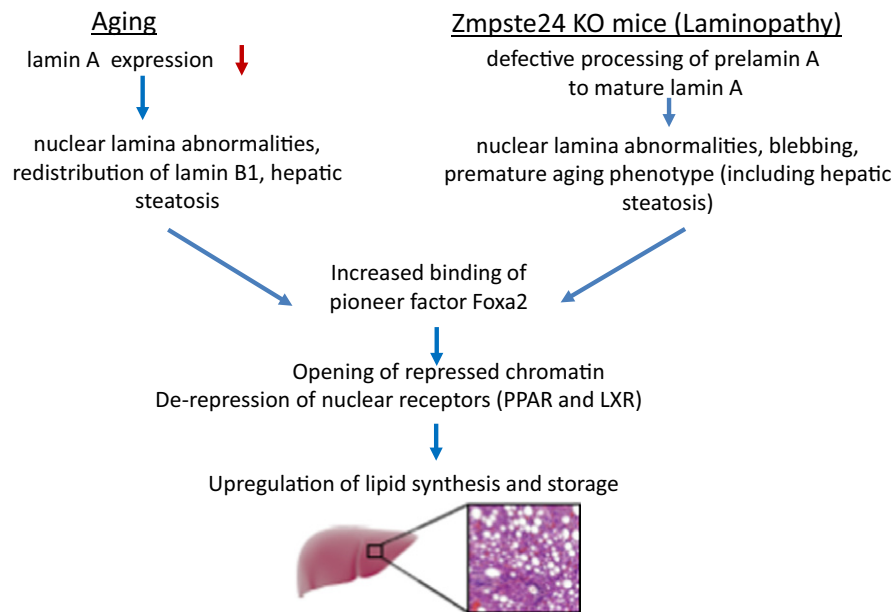 Aging
lamin A expression
nuclear lamina abnormalities,
redistribution of lamin B1, hepatic
steatosis
Zmpste24 KO mice (Laminopathy)
defective processing of prelamin A
to mature lamin A
nuclear lamina abnormalities, blebbing,
premature aging phenotype (including hepatic
steatosis)
Increased binding of
pioneer factor Foxa2
Opening of repressed chromatin
De-repression of nuclear receptors (PPAR and LXR)
Upregulation of lipid synthesis and storage